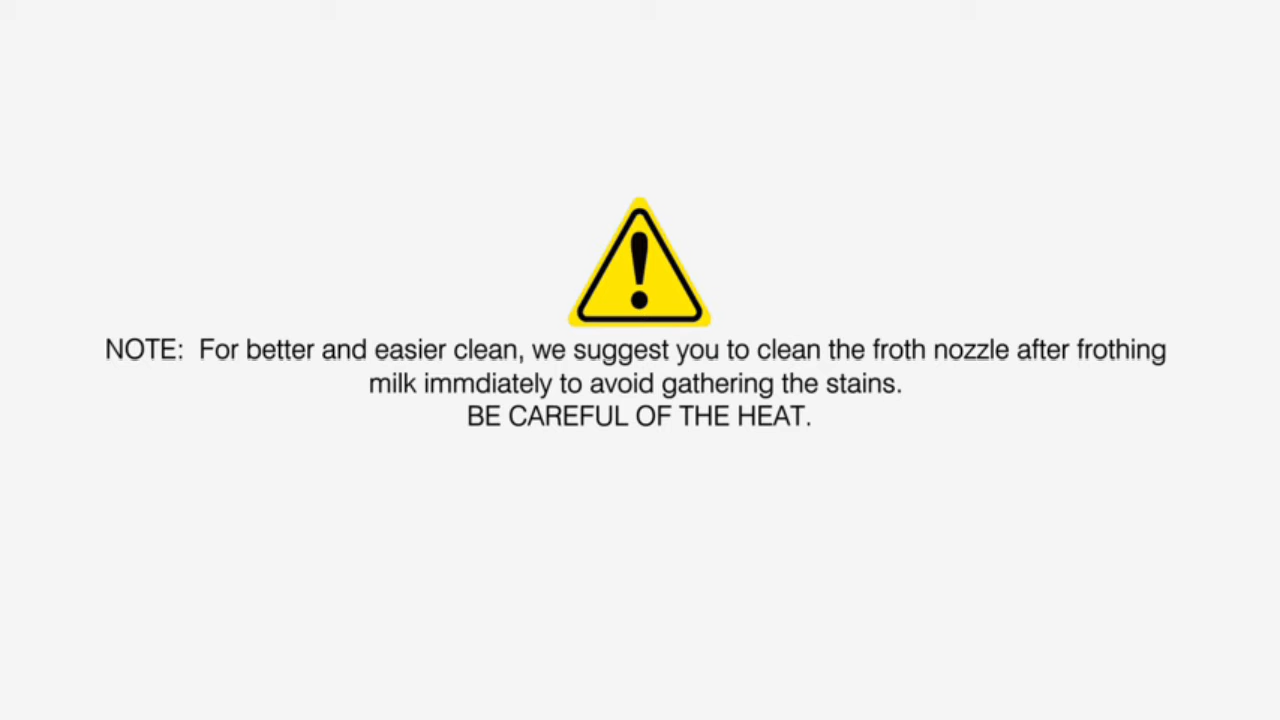 NOTE: For better and easier clean, we suggest you to clean the froth nozzle after frothing
milk immdiately to avoid gathering the stains.
BE CAREFUL OF THE HEAT.